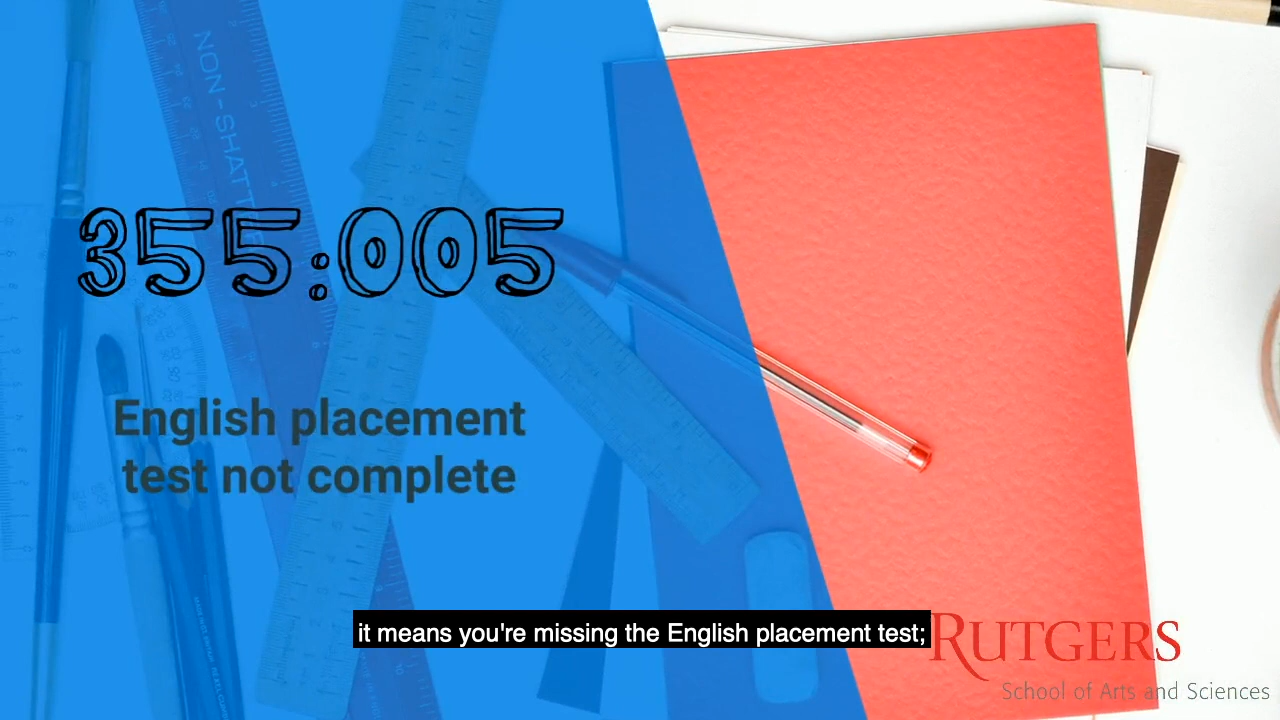 NON-SHATT
355:005
English placement
test not complete
it means you're missing the English placement test;
RUTGERS
School of Arts and Sciences